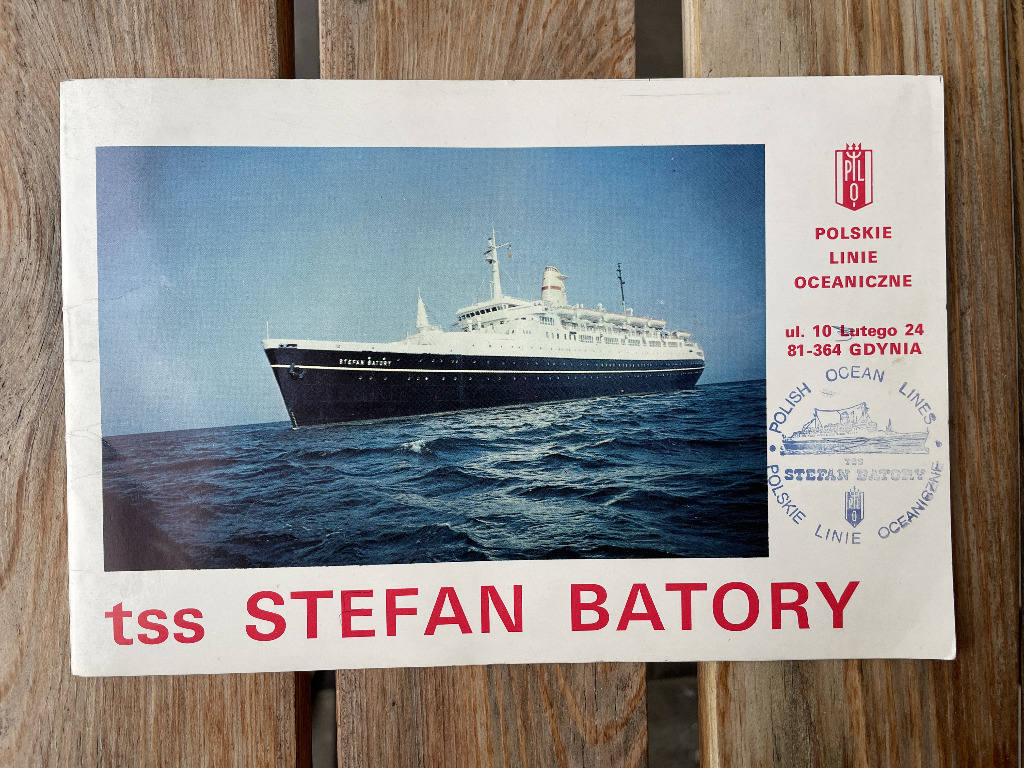 PLO
POLSKIE
LINIE
OCEANICZNE
ul. 10 Lutego 24
81-364 GDYNIA
STEFAN BATORY
POLISH OCEAN LINES
TSS
STEFAN BATORY
PLO
POLSKIE LINIE OCEANICZNE
tss STEFAN BATORY